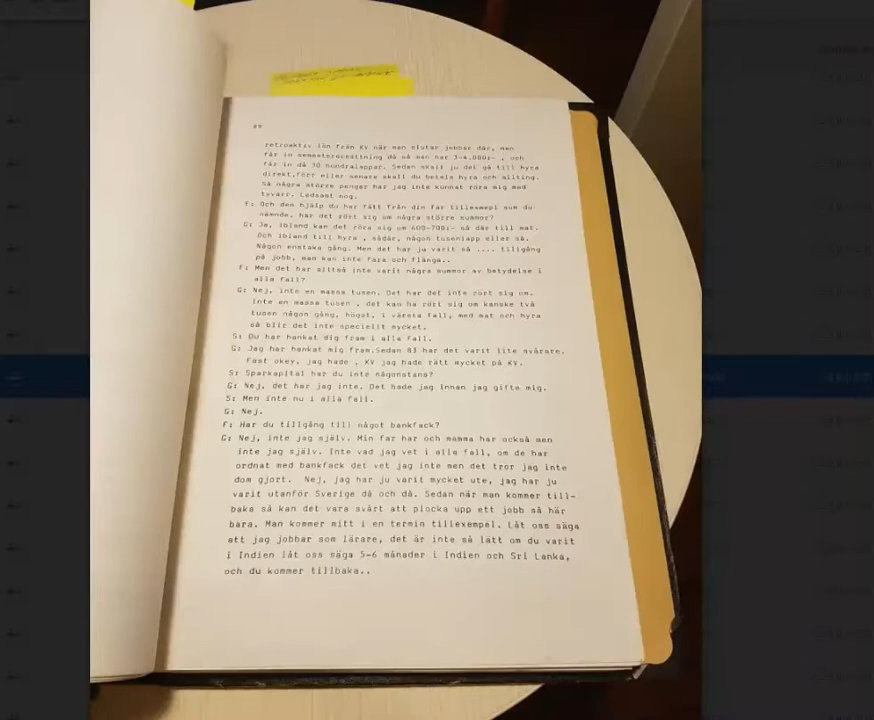 retroaktiv lön från KV när man slutar jobbar där, man
får in semesterersättning då så man har 3-4.000:- , och
får in då 30 hundralappar. Sedan skall ju det gå till hyra
direkt,förr eller senare skall du betala hyra och allting.
Så några större pengar har jag inte kunnat röra mig med
tyvärr. Ledsamt nog.
F: Och den hjälp du har fått från din far tillexempel som du
nämnde, har det rört sig om några större summor?
G: Ja, ibland kan det röra sig om 600-700:- så där till mat.
Och ibland till hyra , sådär, någon tusenlapp eller så.
Någon enstaka gång. Men det har ju varit så .... tillgång
på jobb, man kan inte fara och flänga..
F: Men det har alltså inte varit några summor av betydelse i
alla fall?
G: Nej, inte en massa tusen. Det har det inte rört sig om.
Inte en massa tusen , det kan ha rört sig om kanske två
tusen någon gång, högst, i värsta fall, med mat och hyra
så blir det inte speciellt mycket.
S: Du har hankat dig fram i alla fall.
G: Jag har hankat mig fram.Sedan 83 har det varit lite svårare.
Fast okey, jag hade , KV jag hade rätt mycket på KV.
S: Sparkapital har du inte någonstans?
G: Nej, det har jag inte. Det hade jag innan jag gifte mig.
S: Men inte nu i alla fall.
G: Nej.
F: Har du tillgång till något bankfack?
G: Nej, inte jag själv. Min far har och mamma har också men
inte jag själv. Inte vad jag vet i alla fall, om de har
ordnat med bankfack det vet jag inte men det tror jag inte
dom gjort. Nej, jag har ju varit mycket ute, jag har ju
varit utanför Sverige då och då. Sedan när man kommer till-
baka så kan det vara svårt att plocka upp ett jobb så här
bara. Man kommer mitt i en termin tillexempel. Låt oss säga
att jag jobbar som lärare, det är inte så lätt om du varit
i Indien låt oss säga 5-6 månader i Indien och Sri Lanka,
och du kommer tillbaka..